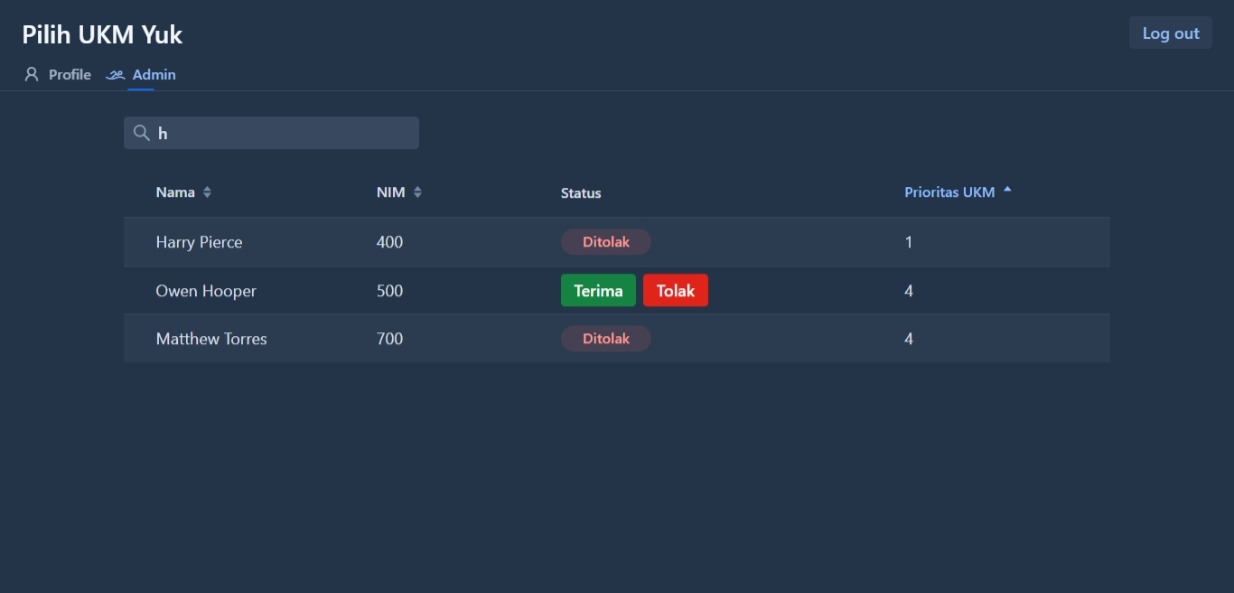 Pilih UKM Yuk
Log out
Profile Admin
h
Nama NIM Status Prioritas UKM
Harry Pierce 400 Ditolak 1
Owen Hooper 500 Terima Tolak 4
Matthew Torres 700 Ditolak 4